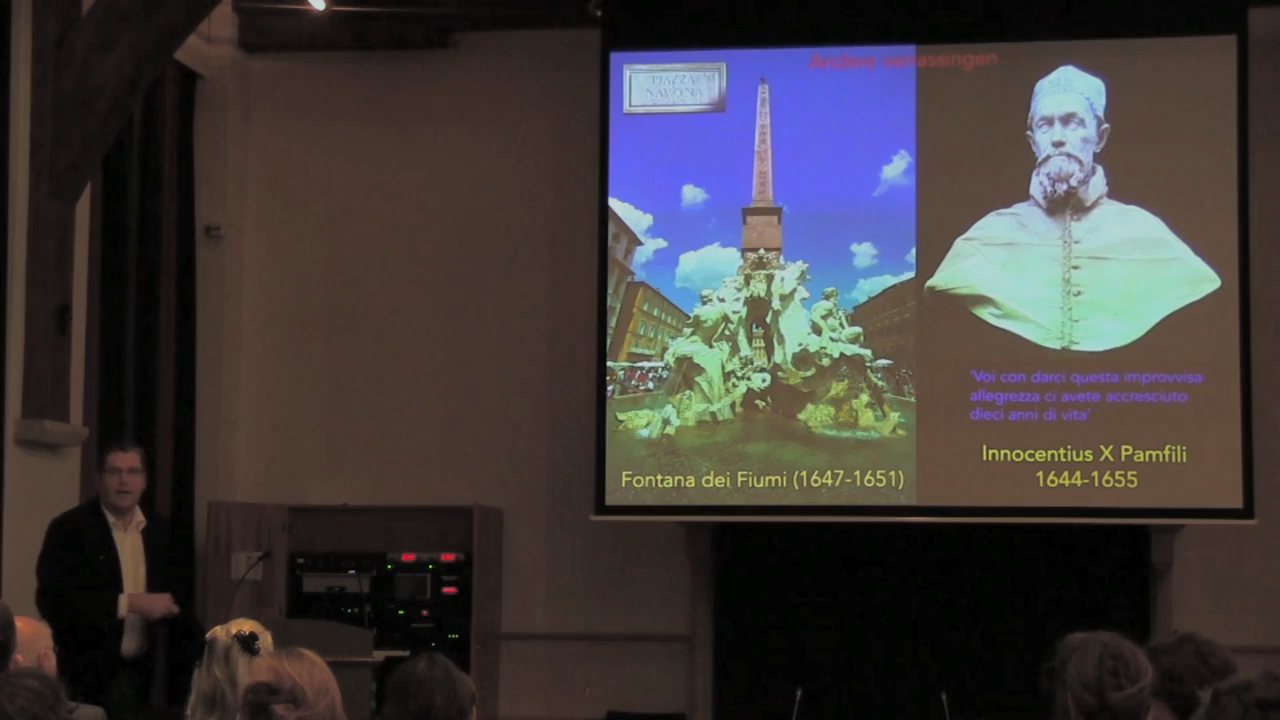 Andere verrassingen
PIAZZA
NAVONA
'Voi con darci questa improvvisa
allegrezza ci avete accresciuto
dieci anni di vita'
Fontana dei Fiumi (1647-1651)
Innocentius X Pamfili
1644-1655